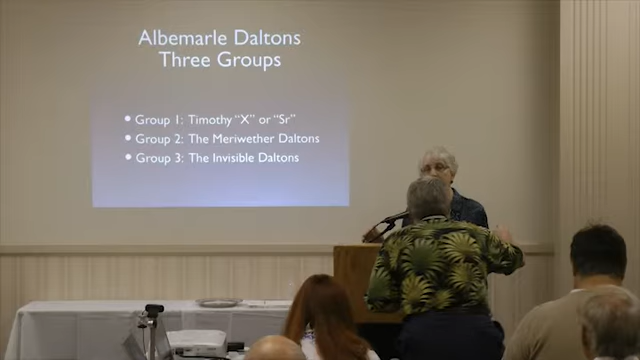 Albemarle Daltons
Three Groups
• Group 1: Timothy "X" or "Sr"
• Group 2: The Meriwether Daltons
• Group 3: The Invisible Daltons